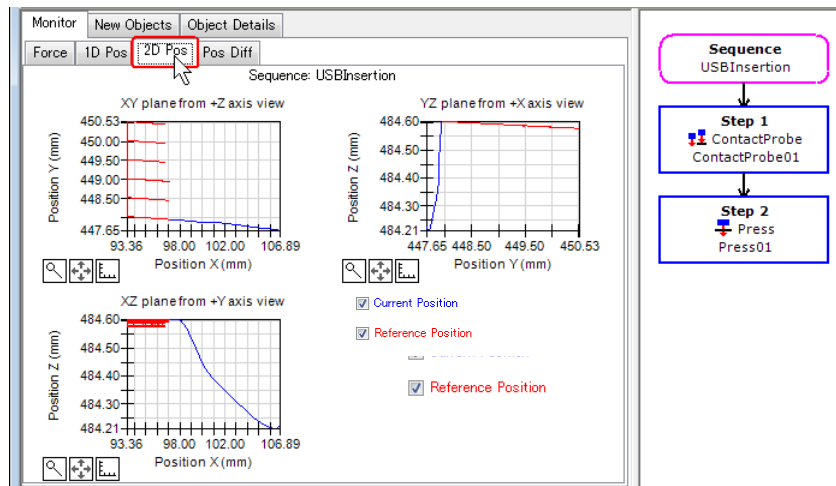 Monitor New Objects Object Details
Force 1D Pos 2D Pos Pos Diff
Sequence: USBInsertion
XY plane from +Z axis view
Position Y (mm)
450.53
450.00
449.50
449.00
448.50
447.65
93.36 98.00 102.00 106.89
Position X (mm)
YZ plane from +X axis view
Position Z (mm)
484.60
484.50
484.40
484.30
484.21
447.65 448.50 449.50 450.53
Position Y (mm)
XZ plane from +Y axis view
Position Z (mm)
484.60
484.50
484.40
484.30
484.21
93.36 98.00 102.00 106.89
Position X (mm)
Current Position
Reference Position
Current Position
Reference Position
Sequence
USBInsertion
Step 1
ContactProbe
ContactProbe01
Step 2
Press
Press01